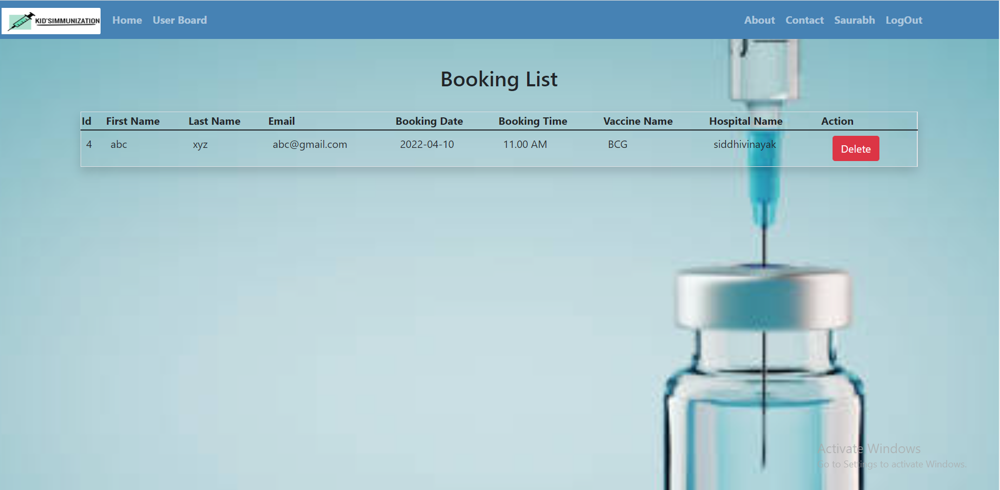 KID'SIMMUNIZATION Home User Board About Contact Saurabh LogOut
Booking List
Id First Name Last Name Email Booking Date Booking Time Vaccine Name Hospital Name Action
4 abc xyz abc@gmail.com 2022-04-10 11.00 AM BCG siddhivinayak Delete
Activate Windows
Go to Settings to activate Windows.